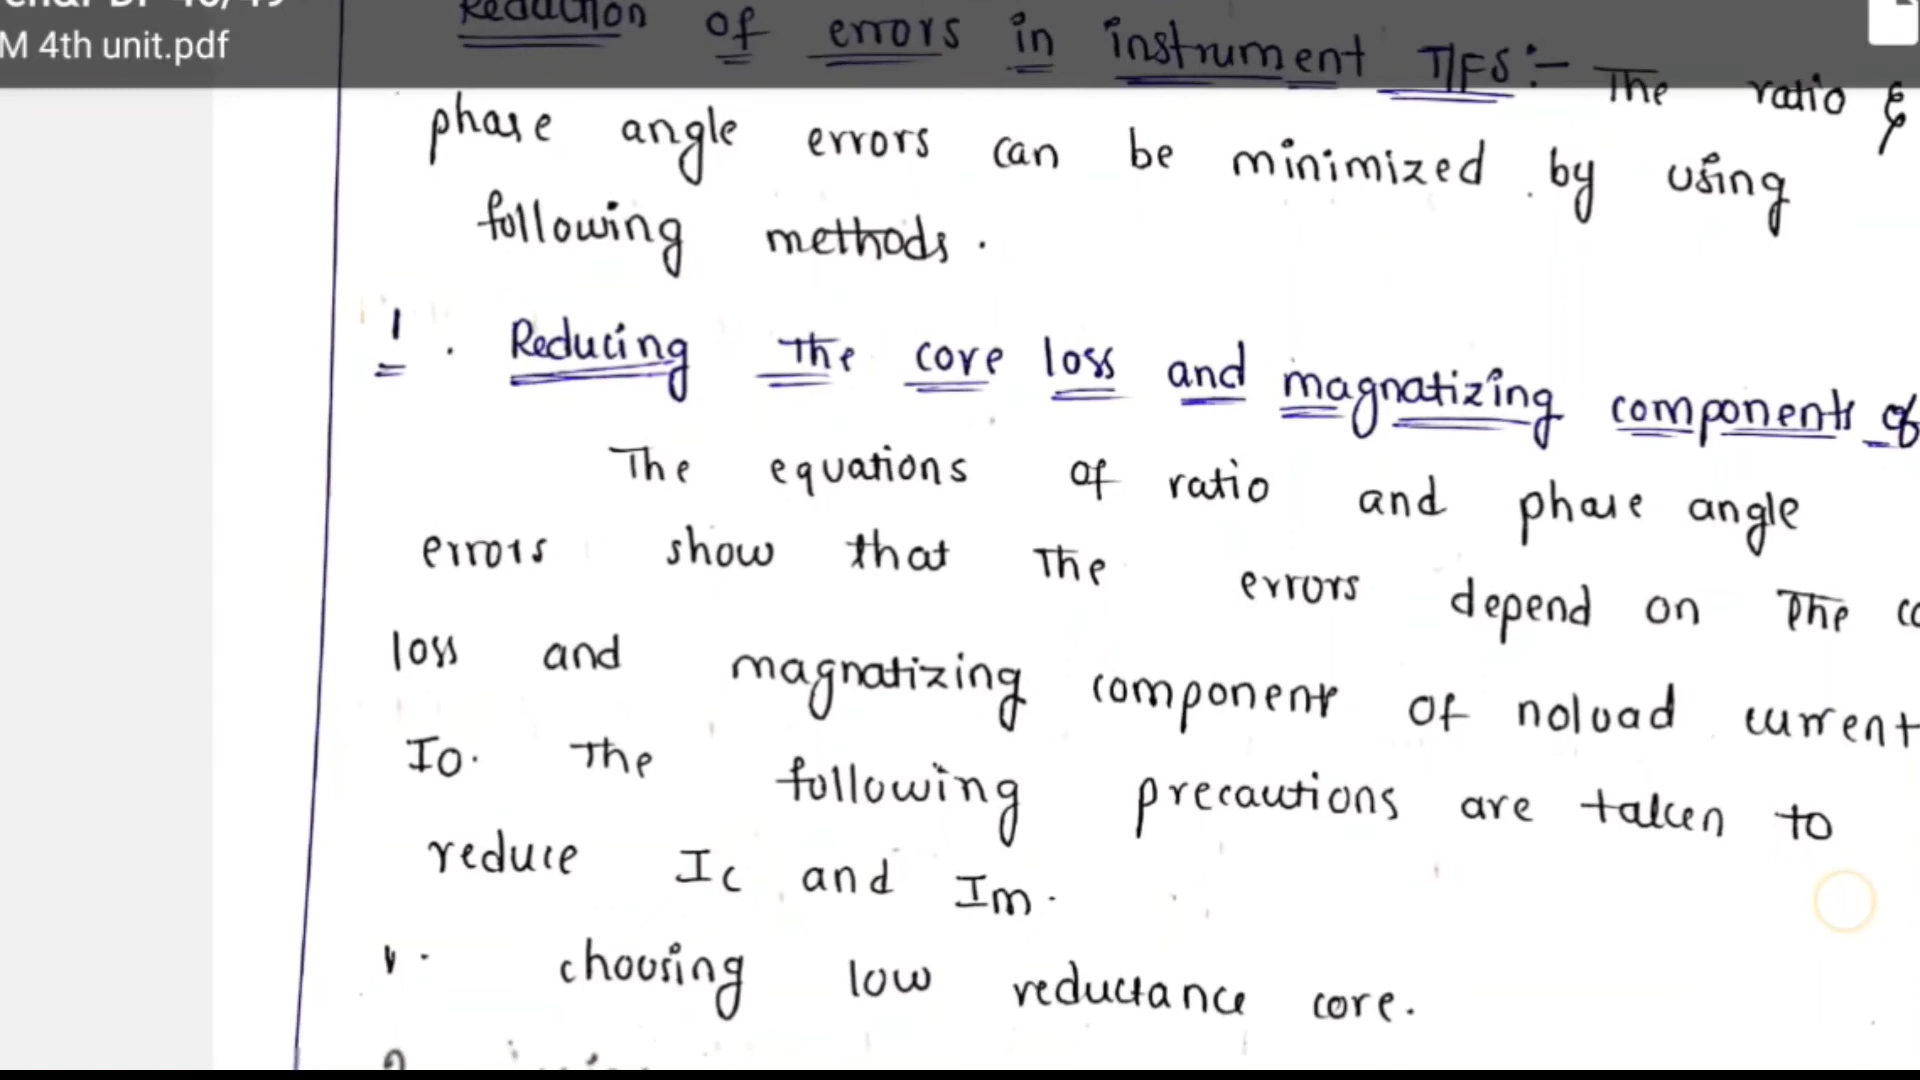 M 4th unit.pdf
Reduction of errors in instrument T/FS:- The ratio &
phase angle errors can be minimized by using
following methods.
1. Reducing The core loss and magnatizing components of
The equations of ratio and phase angle
errors show that The errors depend on The co
loss and magnatizing component of noload current
Io. The following precautions are taken to
reduce Ic and Im.
1. choosing low reductance core.